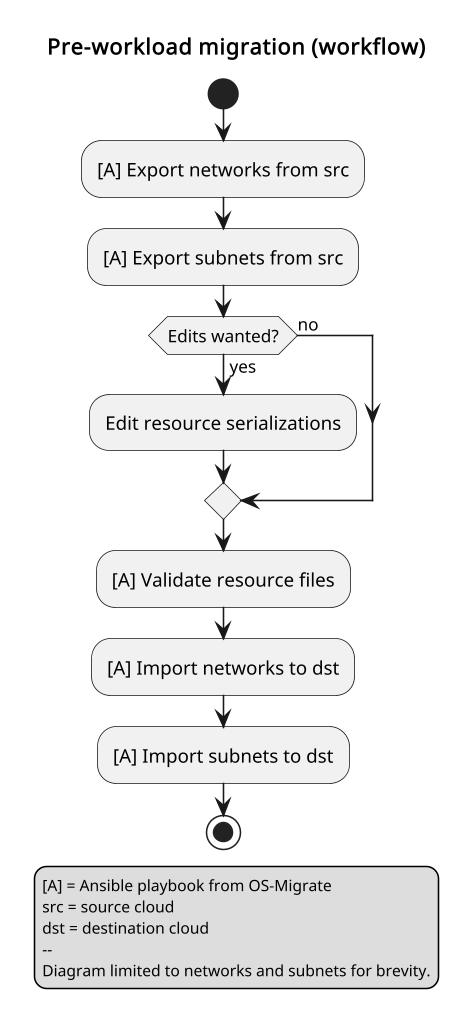 Pre-workload migration (workflow)
[A] Export networks from src
[A] Export subnets from src
Edits wanted?
no
yes
Edit resource serializations
[A] Validate resource files
[A] Import networks to dst
[A] Import subnets to dst
[A] = Ansible playbook from OS-Migrate
src = source cloud
dst = destination cloud
--
Diagram limited to networks and subnets for brevity.